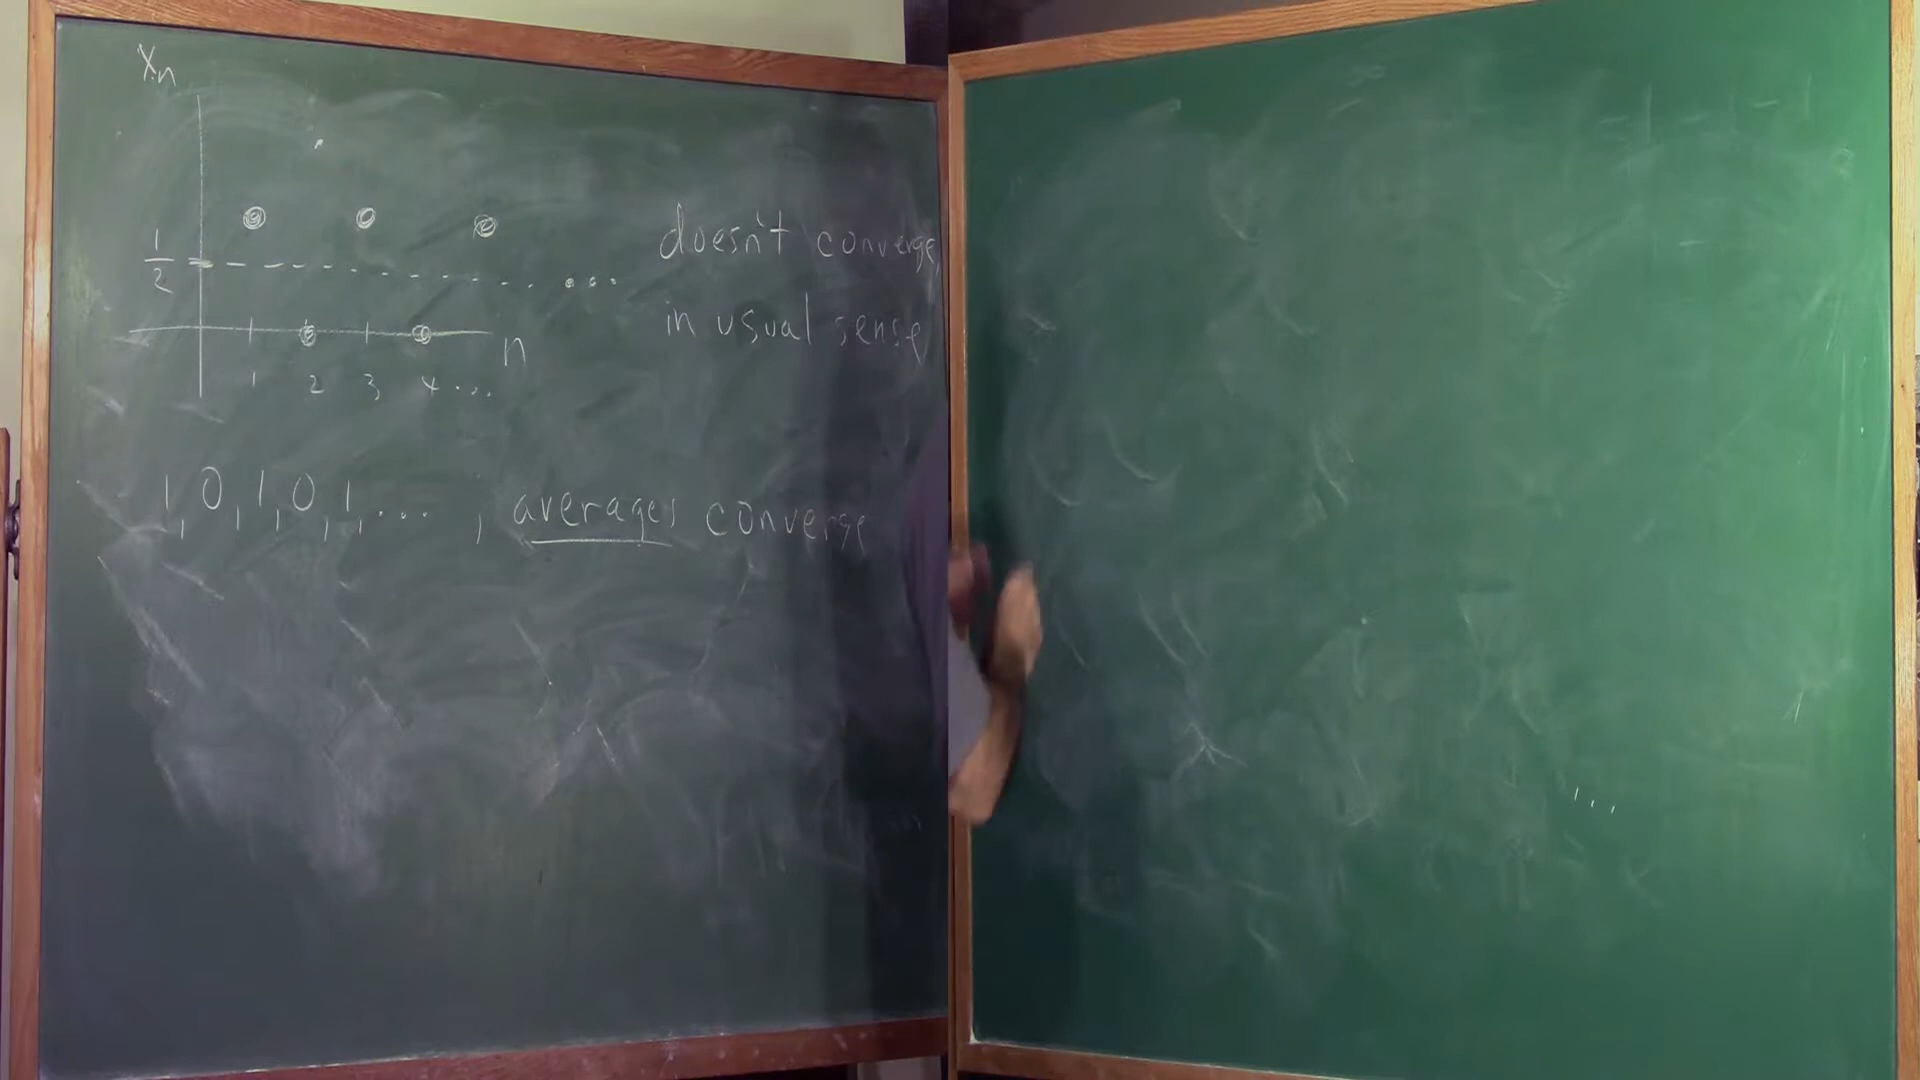 Xn
1/2
doesn't converge,
in usual sense
n
1 2 3 4 ...
1, 0, 1, 0, 1, ... , averages converge